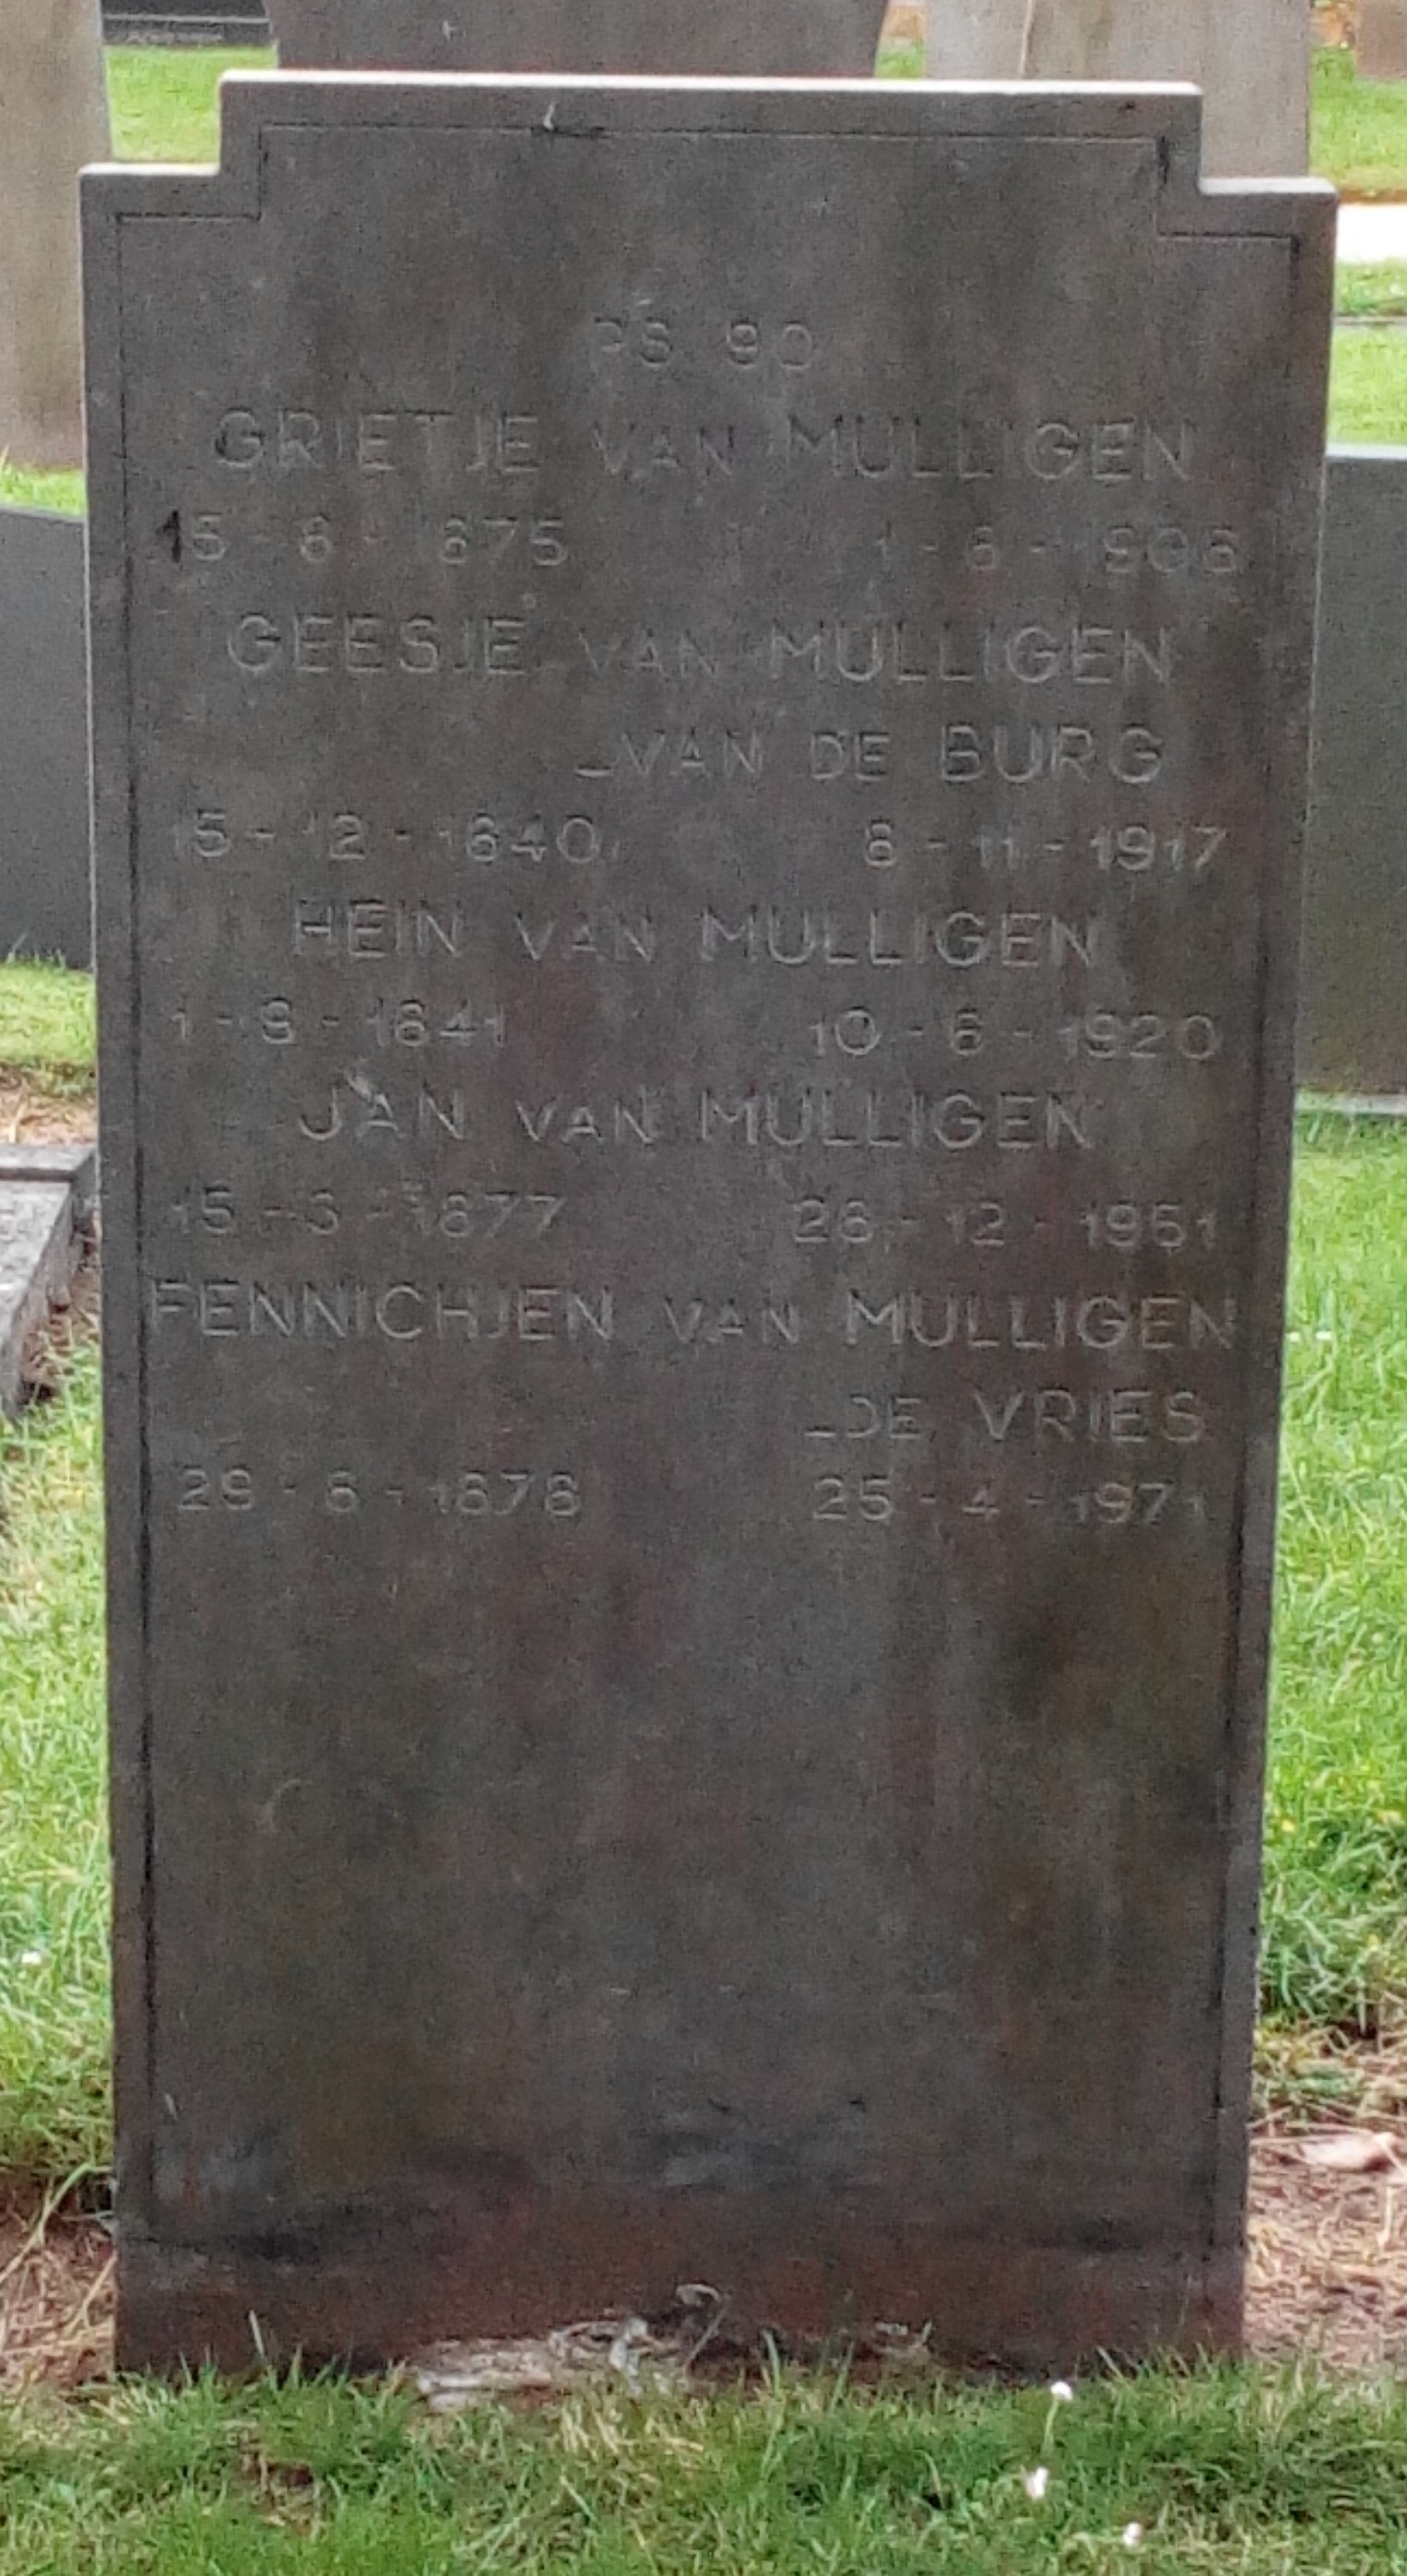 PS 90
GRIETJE VAN MULLIGEN
15-6-1875 1-6-1906
GEESJE VAN MULLIGEN
_VAN DE BURG
15-12-1840 8-11-1917
HEIN VAN MULLIGEN
1-9-1841 10-6-1920
JAN VAN MULLIGEN
15-3-1877 26-12-1951
FENNICHJEN VAN MULLIGEN
_DE VRIES
29-6-1878 25-4-1971